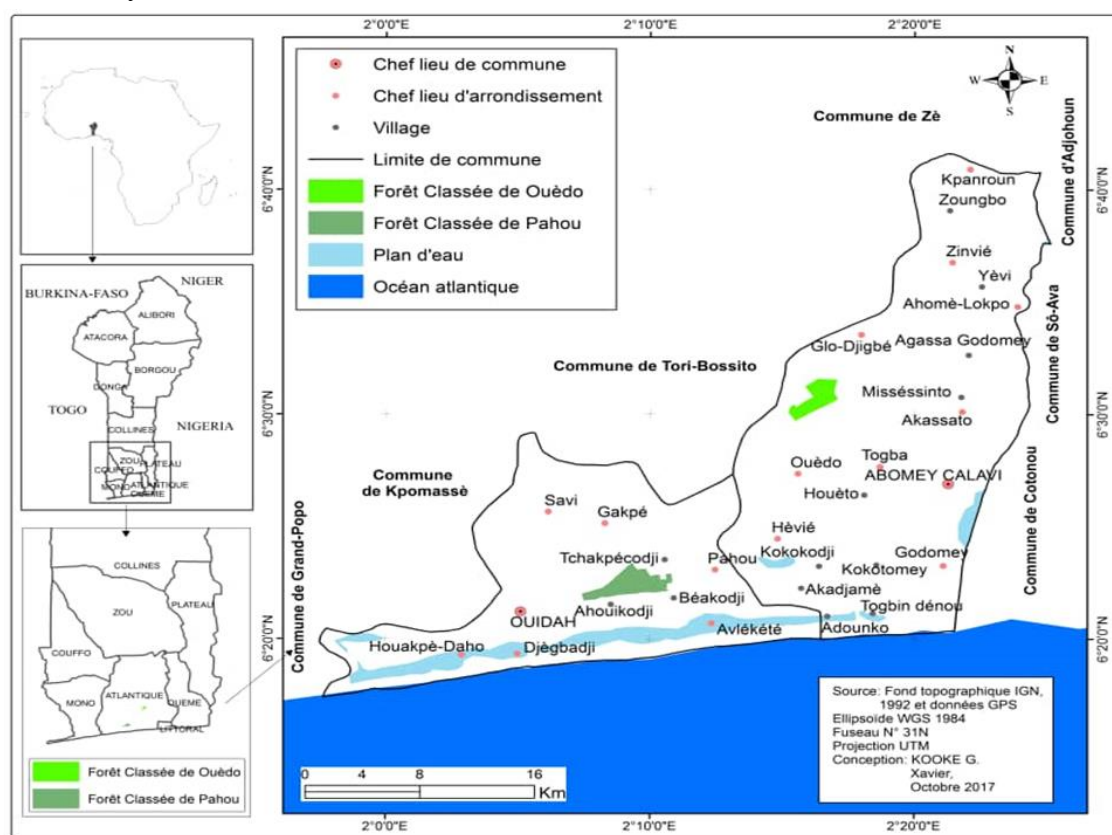 2°0'0"E
2°10'0"E
2°20'0"E
Chef lieu de commune
Chef lieu d'arrondissement
Village
Limite de commune
Forêt Classée de Ouèdo
Forêt Classée de Pahou
Plan d'eau
Océan atlantique
N
W
E
S
Commune de Zè
Commune d'Adjohoun
6°40'0"N
6°40'0"N
Kpanroun
Zoungbo
Zinvié
Yèvi
Ahomè-Lokpo
Commune de Sô-Ava
Glo-Djigbé
Agassa Godomey
Commune de Tori-Bossito
Misséssinto
6°30'0"N
6°30'0"N
Akassato
Togba
Ouèdo
ABOMEY CALAVI
Houèto
Commune
de Kpomassè
Commune de Cotonou
Savi
Gakpé
Hèvié
Kokokodji
Godomey
Tchakpécodji
Pahou
Kokotomey
Akadjamè
Béakodji
Ahouikodji
Togbin dénou
OUIDAH
Avlékété
Adounko
Commune de Grand-Popo
6°20'0"N
6°20'0"N
Houakpè-Daho
Djègbadji
Source: Fond topographique IGN,
1992 et données GPS
Ellipsoïde WGS 1984
Fuseau N° 31N
Projection UTM
Conception: KOOKE G.
Xavier,
Octobre 2017
0 4 8 16
Km
2°0'0"E
2°10'0"E
2°20'0"E
NIGER
BURKINA-FASO
ALIBORI
ATACORA
BORGOU
DONGA
TOGO
NIGERIA
COLLINES
ZOU
PLATEAU
COUFFO
MONO
ATLANTIQUE
OUEME
COLLINES
PLATEAU
ZOU
COUFFO
ATLANTIQUE
MONO
OUEME
LITTORAL
Forêt Classée de Ouèdo
Forêt Classée de Pahou